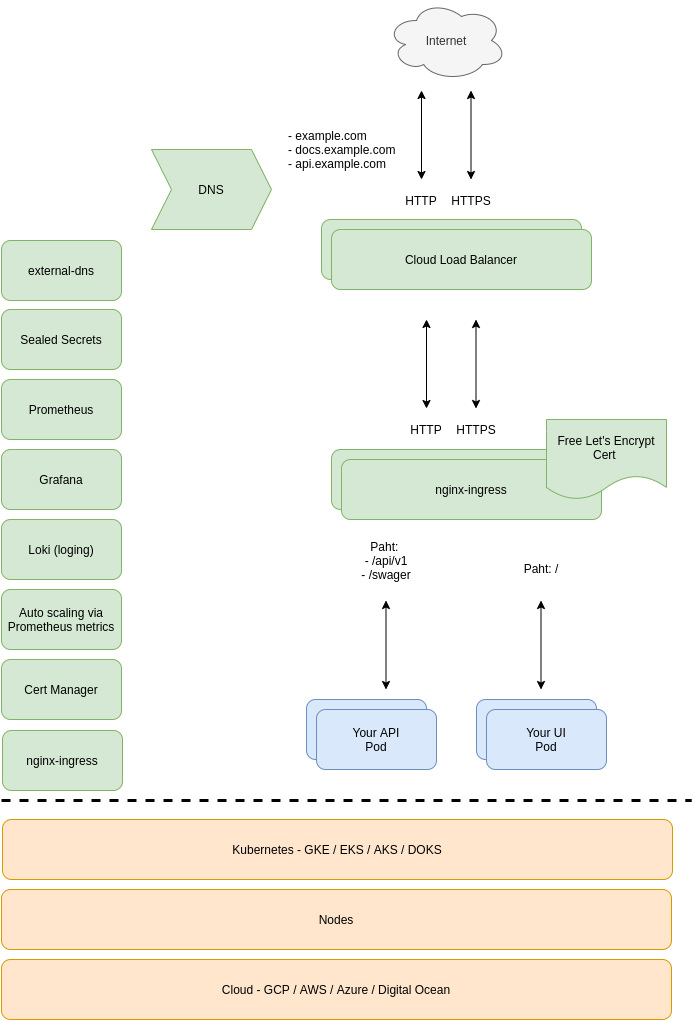 Internet
- example.com
- docs.example.com
- api.example.com
DNS
HTTP HTTPS
Cloud Load Balancer
external-dns
Sealed Secrets
Prometheus
Grafana
Loki (loging)
Auto scaling via
Prometheus metrics
Cert Manager
nginx-ingress
HTTP HTTPS
Free Let's Encrypt
Cert
nginx-ingress
Paht:
- /api/v1
- /swager
Paht: /
Your API
Pod
Your UI
Pod
Kubernetes - GKE / EKS / AKS / DOKS
Nodes
Cloud - GCP / AWS / Azure / Digital Ocean